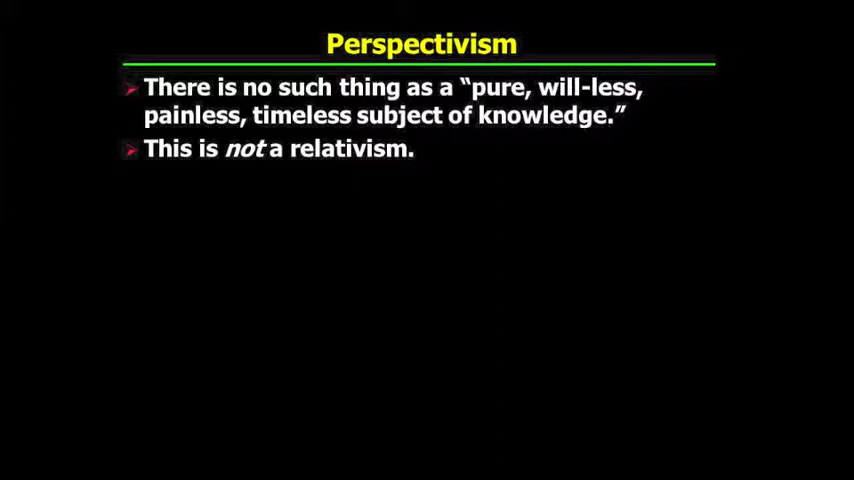 Perspectivism
There is no such thing as a “pure, will-less,
painless, timeless subject of knowledge.”
This is not a relativism.